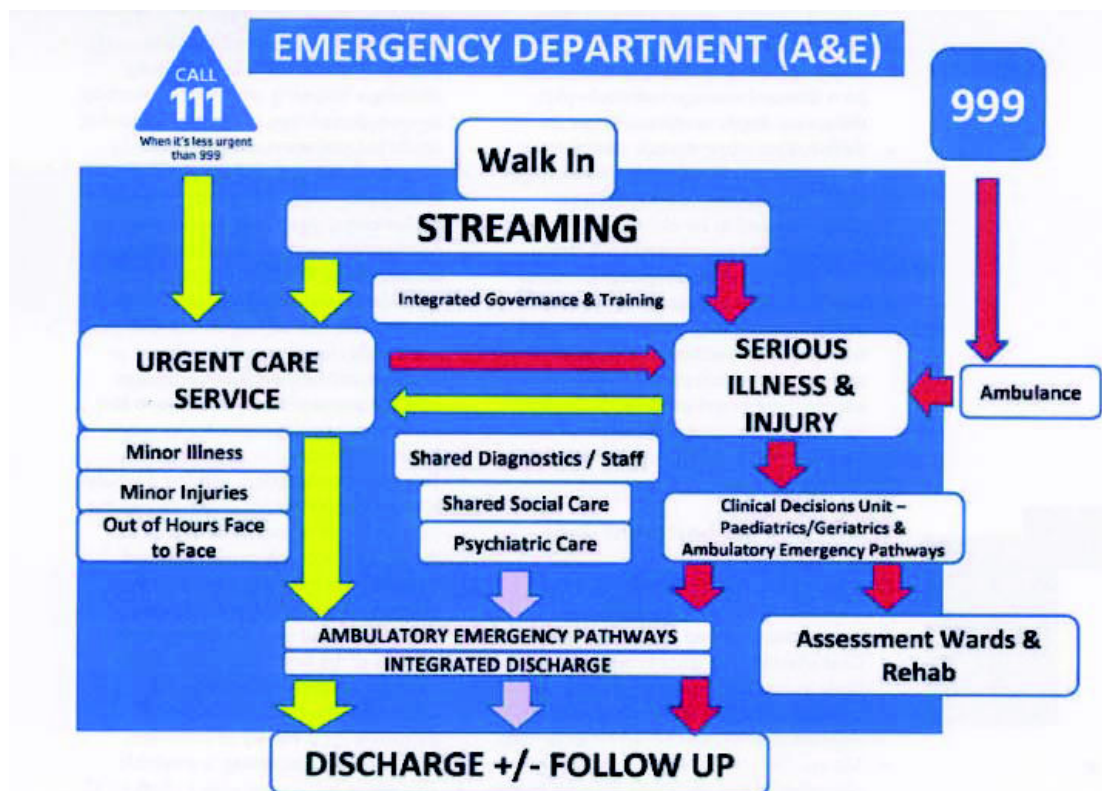 EMERGENCY DEPARTMENT (A&E)
CALL
111
When it's less urgent
than 999
999
Walk In
STREAMING
Integrated Governance & Training
URGENT CARE
SERVICE
SERIOUS
ILLNESS &
INJURY
Ambulance
Minor Illness
Minor Injuries
Out of Hours Face
to Face
Shared Diagnostics / Staff
Shared Social Care
Psychiatric Care
Clinical Decisions Unit –
Paediatrics/Geriatrics &
Ambulatory Emergency Pathways
AMBULATORY EMERGENCY PATHWAYS
INTEGRATED DISCHARGE
Assessment Wards &
Rehab
DISCHARGE +/- FOLLOW UP